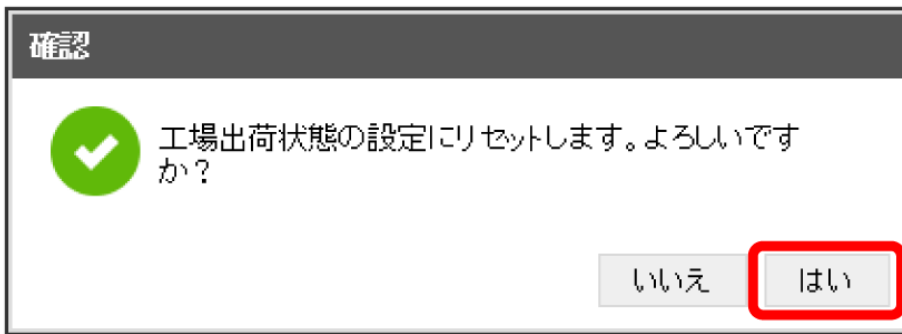 確認
工場出荷状態の設定にリセットします。よろしいです
か？
いいえ
はい